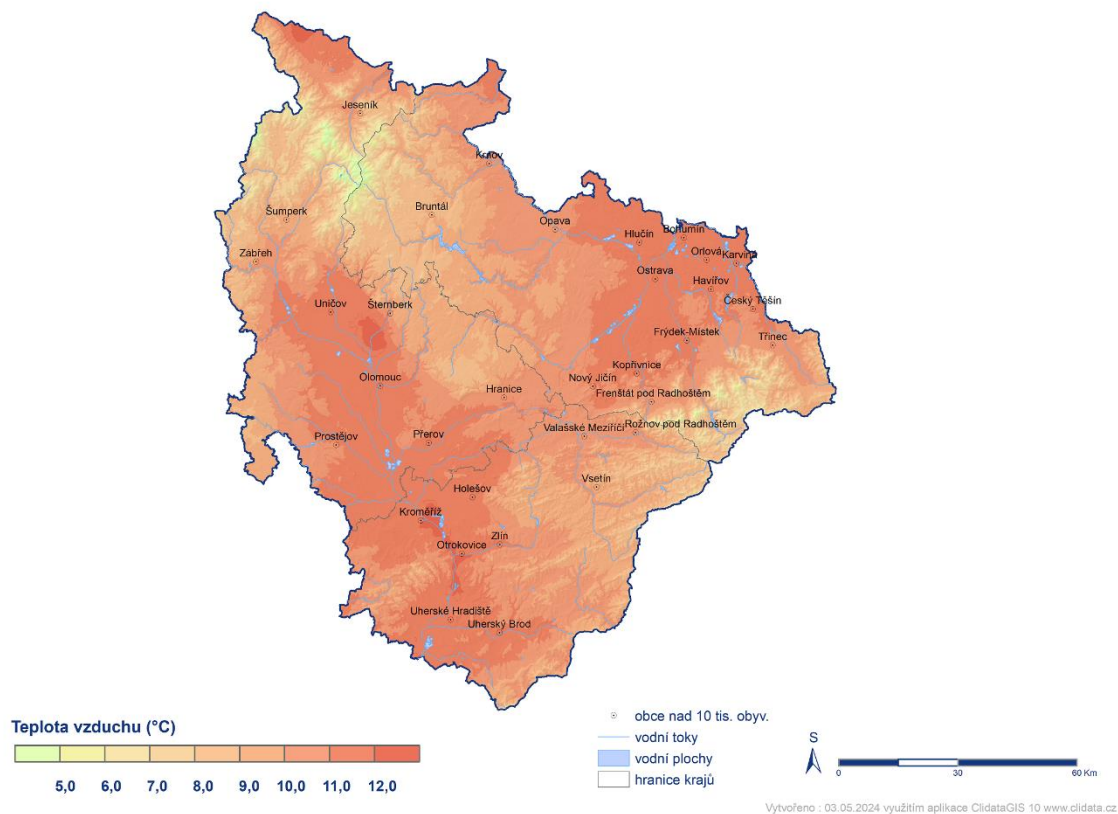 Jeseník
Krnov
Bruntál
Šumperk
Opava
Hlučín
Bohumín
Orlová
Karviná
Zábřeh
Ostrava
Havířov
Uničov
Šternberk
Český Těšín
Frýdek-Místek
Třinec
Kopřivnice
Olomouc
Nový Jičín
Hranice
Frenštát pod Radhoštěm
Prostějov
Přerov
Valašské Meziříčí
Rožnov pod Radhoštěm
Vsetín
Holešov
Kroměříž
Zlín
Otrokovice
Uherské Hradiště
Uherský Brod
Teplota vzduchu (°C)
5,0 6,0 7,0 8,0 9,0 10,0 11,0 12,0
obce nad 10 tis. obyv.
vodní toky
vodní plochy
hranice krajů
S
0 30 60 Km
Vytvořeno : 03.05.2024 využitím aplikace ClidataGIS 10 www.clidata.cz